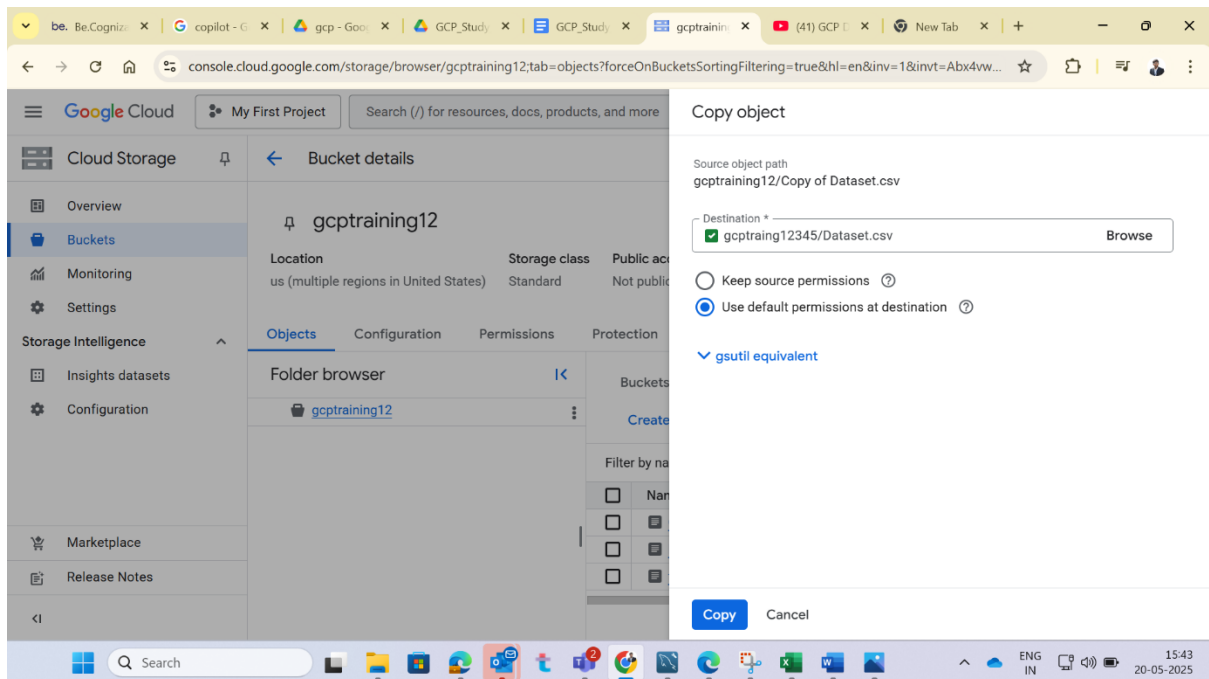 be. Be.Cogniza
copilot - G
gcp - Goog
GCP_Study
GCP_Study
gcptraining
(41) GCP D
New Tab
console.cloud.google.com/storage/browser/gcptraining12;tab=objects?forceOnBucketsSortingFiltering=true&hl=en&inv=1&invt=Abx4vw...
Google Cloud
My First Project
Search (/) for resources, docs, products, and more
Copy object
Cloud Storage
Bucket details
Source object path
gcptraining12/Copy of Dataset.csv
Overview
Buckets
Monitoring
Settings
Storage Intelligence
Insights datasets
Configuration
Marketplace
Release Notes
gcptraining12
Location
us (multiple regions in United States)
Storage class
Standard
Public acc
Not public
Objects
Configuration
Permissions
Protection
Folder browser
gcptraining12
Buckets
Create
Filter by na
Nam
Destination *
gcptraing12345/Dataset.csv
Browse
Keep source permissions
Use default permissions at destination
gsutil equivalent
Copy
Cancel
Search
2
ENG
IN
15:43
20-05-2025